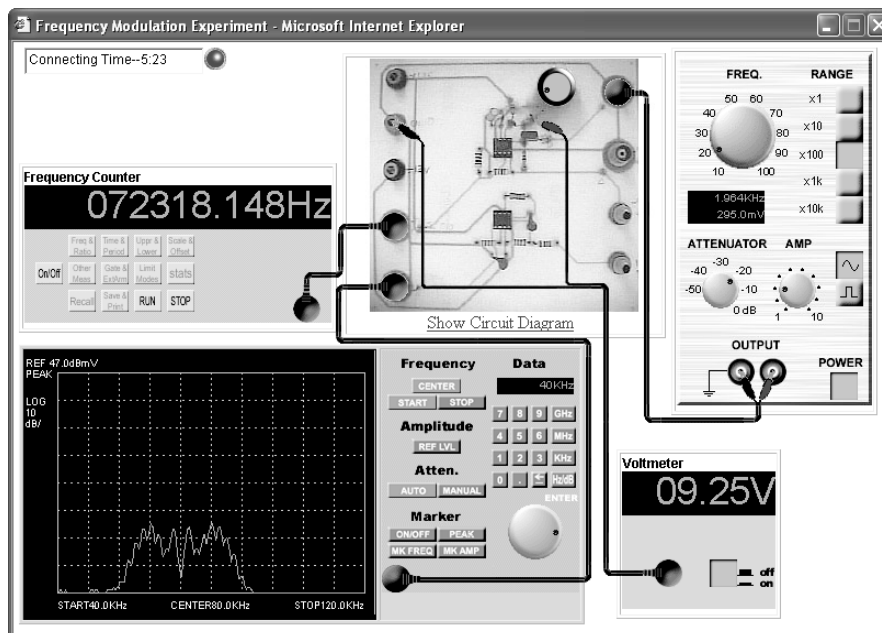 Frequency Modulation Experiment - Microsoft Internet Explorer
Connecting Time--5:23
Frequency Counter
072318.148Hz
On/Off
Freq & Ratio
Time & Period
Uppr & Lower
Scale & Offset
Other Meas.
Gate & ExtArm
Limit Modes
stats
Recall
Save & Print
RUN
STOP
Show Circuit Diagram
FREQ.
RANGE
10
20
30
40
50
60
70
80
90
100
x1
x10
x100
x1k
x10k
1.964KHz
295.0mV
ATTENUATOR
AMP
-50
-40
-30
-20
-10
0 dB
1
10
OUTPUT
POWER
REF 47.0dBmV
PEAK
LOG
10
dB/
START40.0KHz
CENTER80.0KHz
STOP120.0KHz
Frequency
CENTER
START
STOP
Amplitude
REF LVL
Atten.
AUTO
MANUAL
Marker
ON/OFF
PEAK
MK FREQ
MK AMP
Data
40KHz
7 8 9 GHz
4 5 6 MHz
1 2 3 KHz
0 . Hz/dB
ENTER
Voltmeter
09.25V
off
on